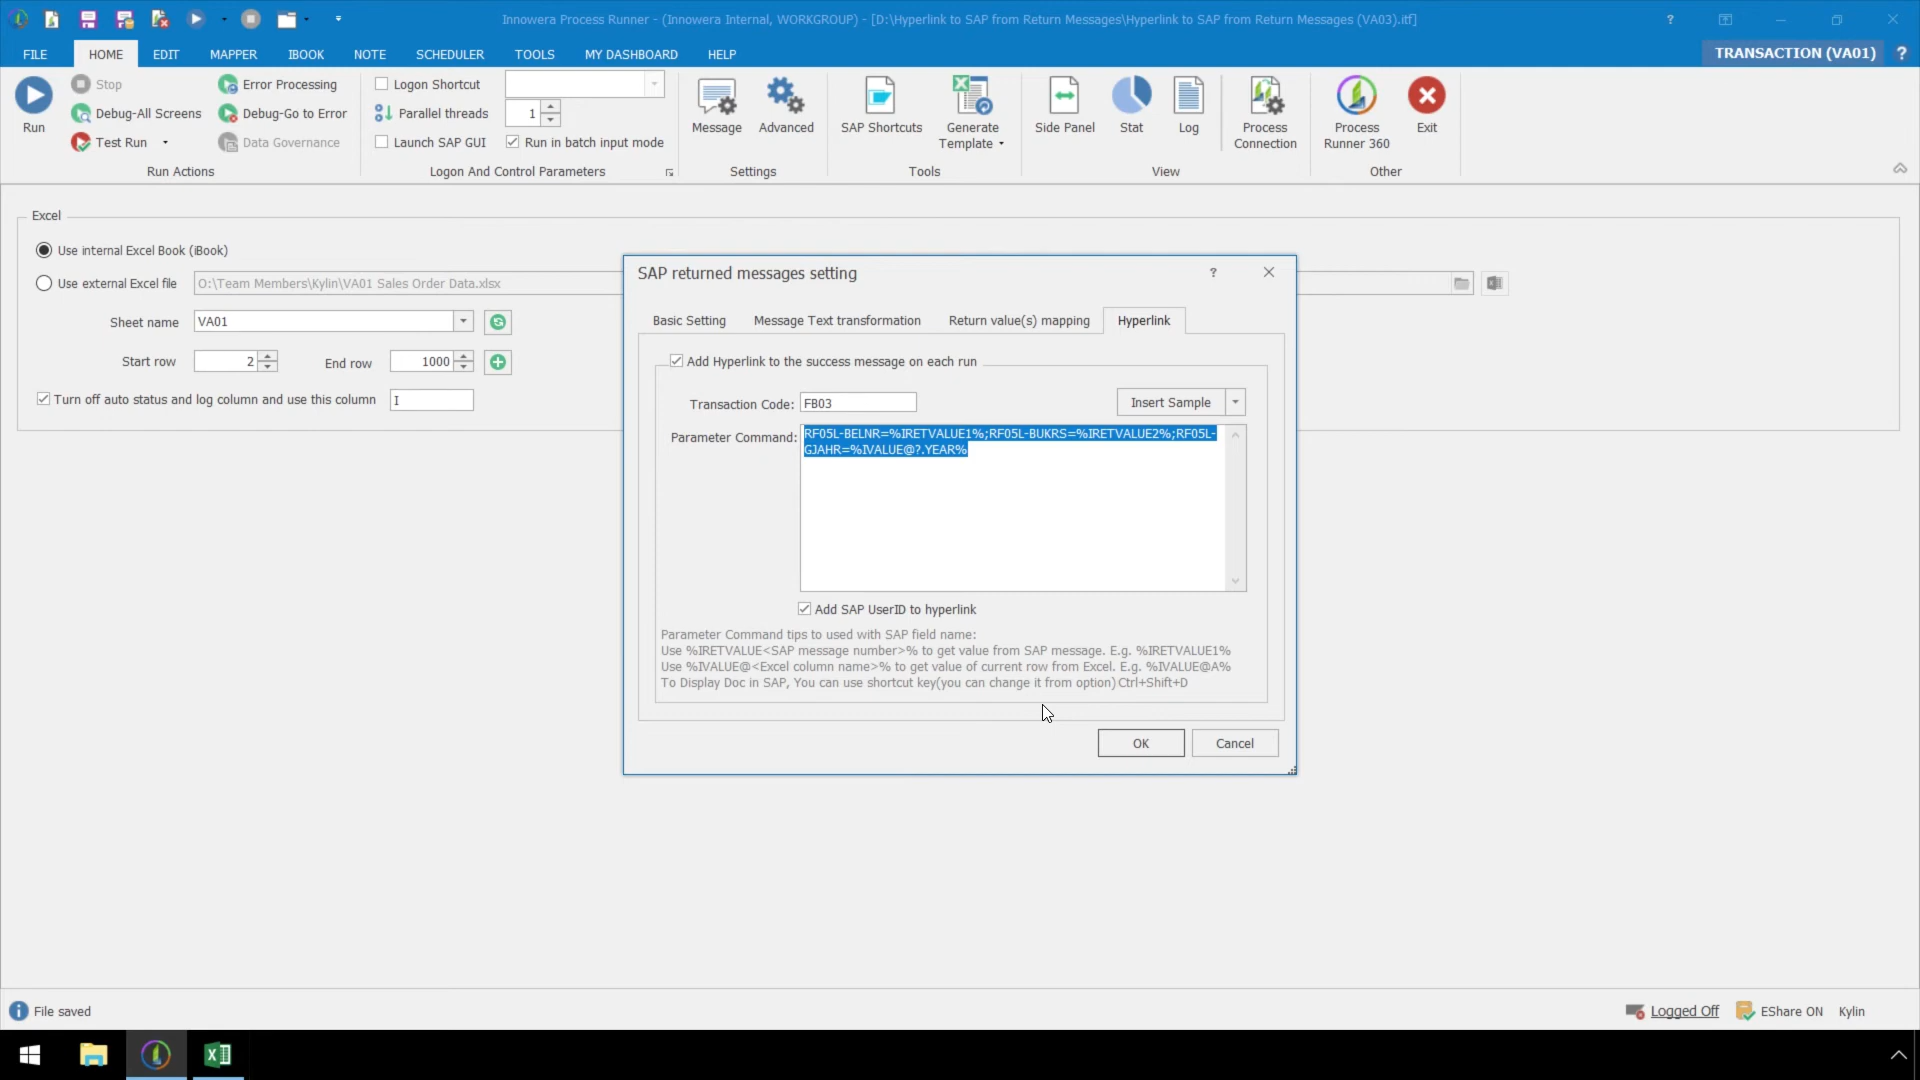 Innowera Process Runner - (Innowera Internal, WORKGROUP) - [D:\Hyperlink to SAP from Return Messages\Hyperlink to SAP from Return Messages (VA03).itf]
?
FILE HOME EDIT MAPPER IBOOK NOTE SCHEDULER TOOLS MY DASHBOARD HELP
TRANSACTION (VA01) ?
Run
Stop
Debug-All Screens
Test Run
Error Processing
Debug-Go to Error
Data Governance
Run Actions
Logon Shortcut
Parallel threads 1
Launch SAP GUI
Run in batch input mode
Logon And Control Parameters
Message
Advanced
Settings
SAP Shortcuts
Generate
Template
Tools
Side Panel
Stat
Log
Process
Connection
View
Process
Runner 360
Exit
Other
Excel
Use internal Excel Book (iBook)
Use external Excel file O:\Team Members\Kylin\VA01 Sales Order Data.xlsx
Sheet name VA01
Start row 2 End row 1000
Turn off auto status and log column and use this column I
SAP returned messages setting ?
Basic Setting Message Text transformation Return value(s) mapping Hyperlink
Add Hyperlink to the success message on each run
Transaction Code: FB03 Insert Sample
Parameter Command: RF05L-BELNR=%IRETVALUE1%;RF05L-BUKRS=%IRETVALUE2%;RF05L-
GJAHR=%IVALUE@?.YEAR%
Add SAP UserID to hyperlink
Parameter Command tips to used with SAP field name:
Use %IRETVALUE<SAP message number>% to get value from SAP message. E.g. %IRETVALUE1%
Use %IVALUE@<Excel column name>% to get value of current row from Excel. E.g. %IVALUE@A%
To Display Doc in SAP, You can use shortcut key(you can change it from option) Ctrl+Shift+D
OK Cancel
File saved
Logged Off EShare ON Kylin